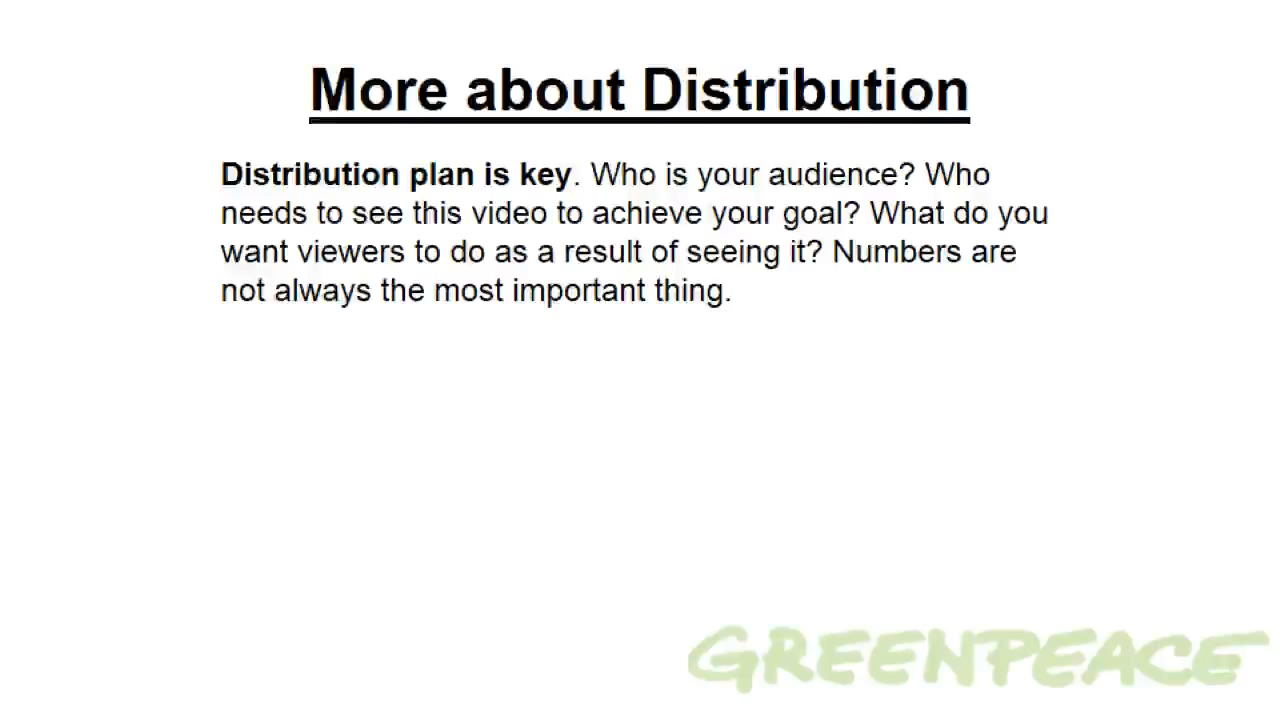 More about Distribution
Distribution plan is key. Who is your audience? Who
needs to see this video to achieve your goal? What do you
want viewers to do as a result of seeing it? Numbers are
not always the most important thing.
GREENPEACE